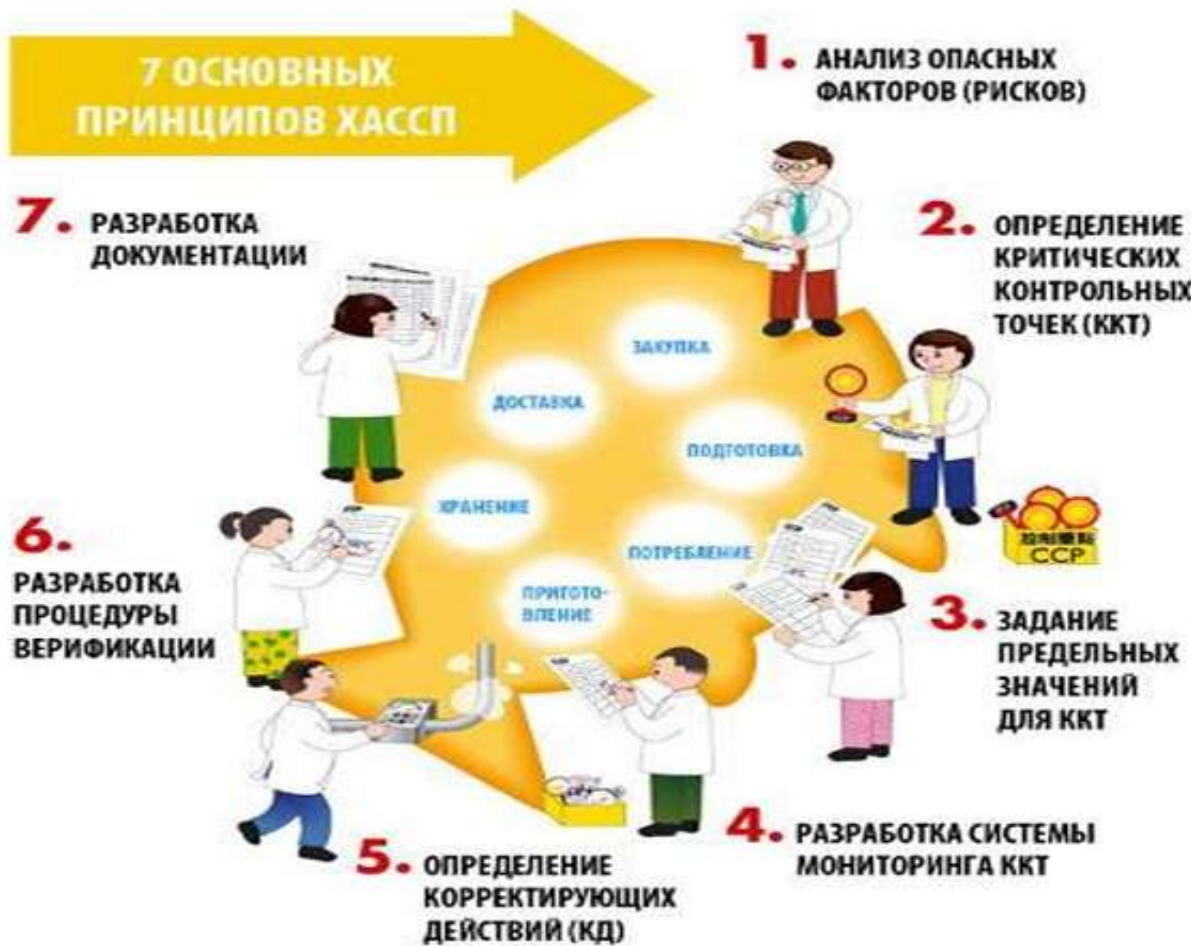 7 ОСНОВНЫХ
ПРИНЦИПОВ ХАССП
1. АНАЛИЗ ОПАСНЫХ
ФАКТОРОВ (РИСКОВ)
2. ОПРЕДЕЛЕНИЕ
КРИТИЧЕСКИХ
КОНТРОЛЬНЫХ
ТОЧЕК (ККТ)
3. ЗАДАНИЕ
ПРЕДЕЛЬНЫХ
ЗНАЧЕНИЙ
ДЛЯ ККТ
4. РАЗРАБОТКА СИСТЕМЫ
МОНИТОРИНГА ККТ
5. ОПРЕДЕЛЕНИЕ
КОРРЕКТИРУЮЩИХ
ДЕЙСТВИЙ (КД)
6.
РАЗРАБОТКА
ПРОЦЕДУРЫ
ВЕРИФИКАЦИИ
7. РАЗРАБОТКА
ДОКУМЕНТАЦИИ
ЗАКУПКА
ДОСТАВКА
ПОДГОТОВКА
ХРАНЕНИЕ
ПОТРЕБЛЕНИЕ
ПРИГОТО-
ВЛЕНИЕ
CCP